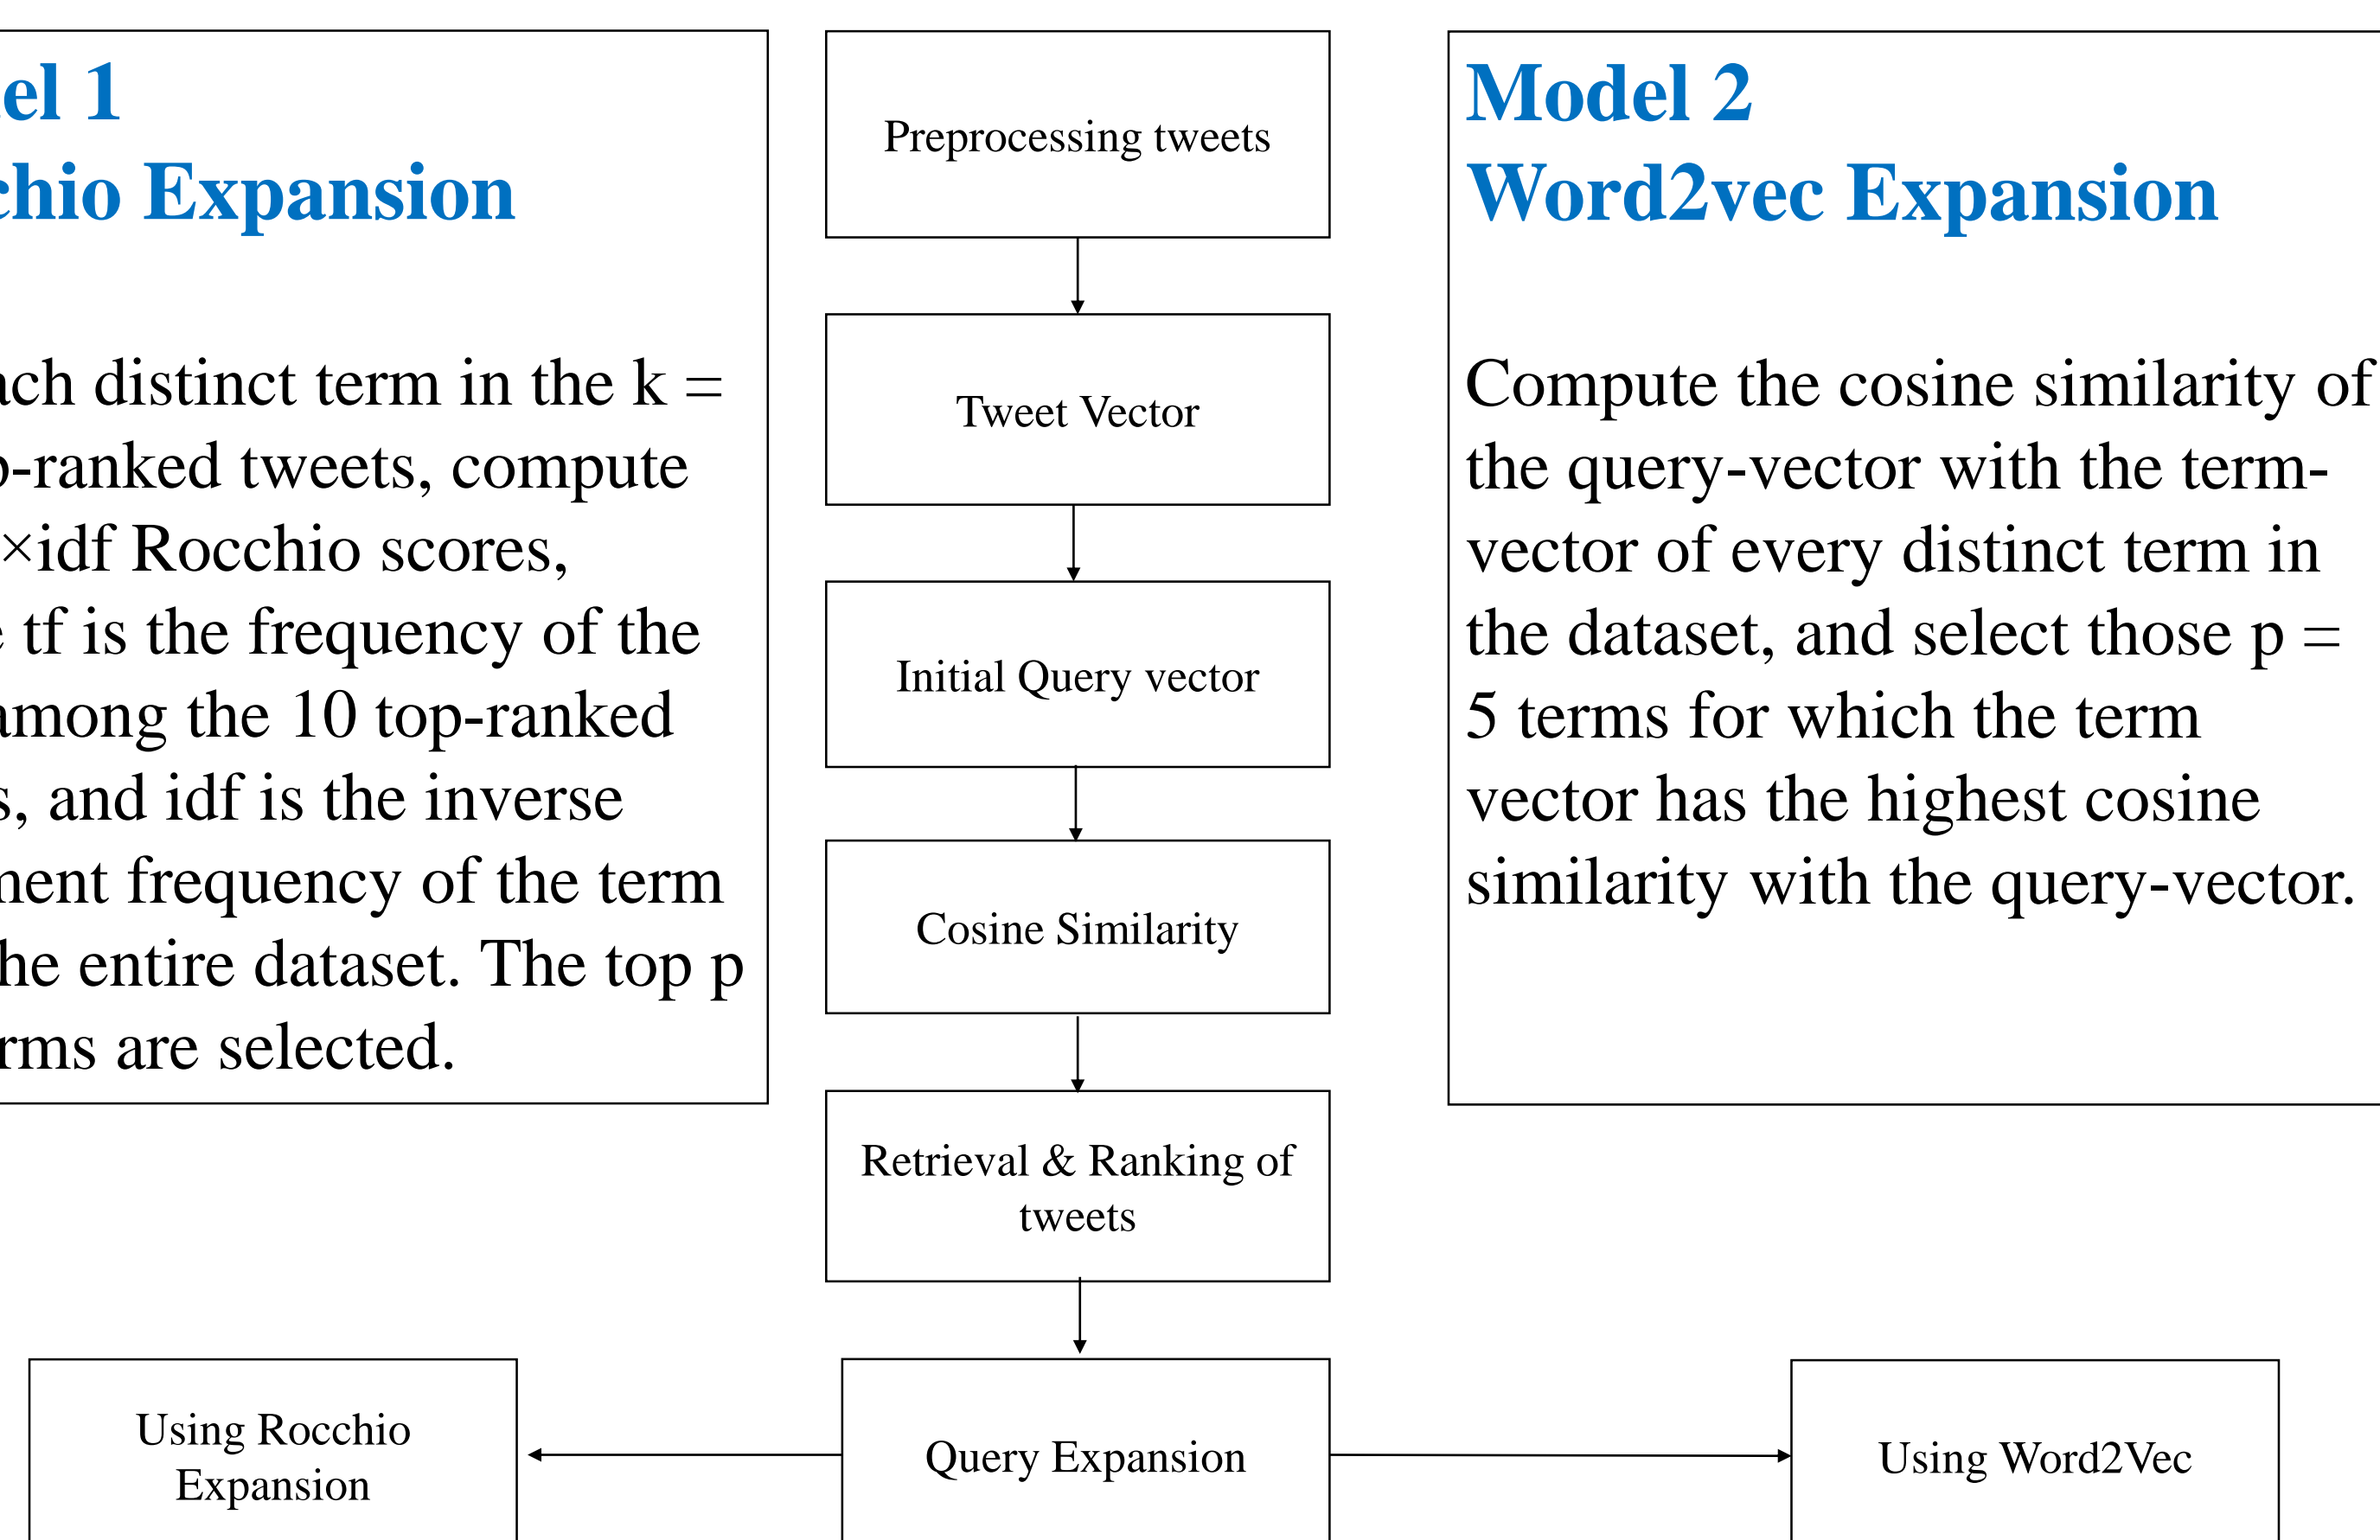 el 1
chio Expansion
ach distinct term in the k =
p-ranked tweets, compute
×idf Rocchio scores,
e tf is the frequency of the
among the 10 top-ranked
s, and idf is the inverse
ment frequency of the term
he entire dataset. The top p
rms are selected.
Preprocessing tweets
Tweet Vector
Initial Query vector
Cosine Similarity
Retrieval & Ranking of
tweets
Model 2
Word2vec Expansion
Compute the cosine similarity of
the query-vector with the term-
vector of every distinct term in
the dataset, and select those p =
5 terms for which the term
vector has the highest cosine
similarity with the query-vector.
Using Rocchio
Expansion
Query Expansion
Using Word2Vec